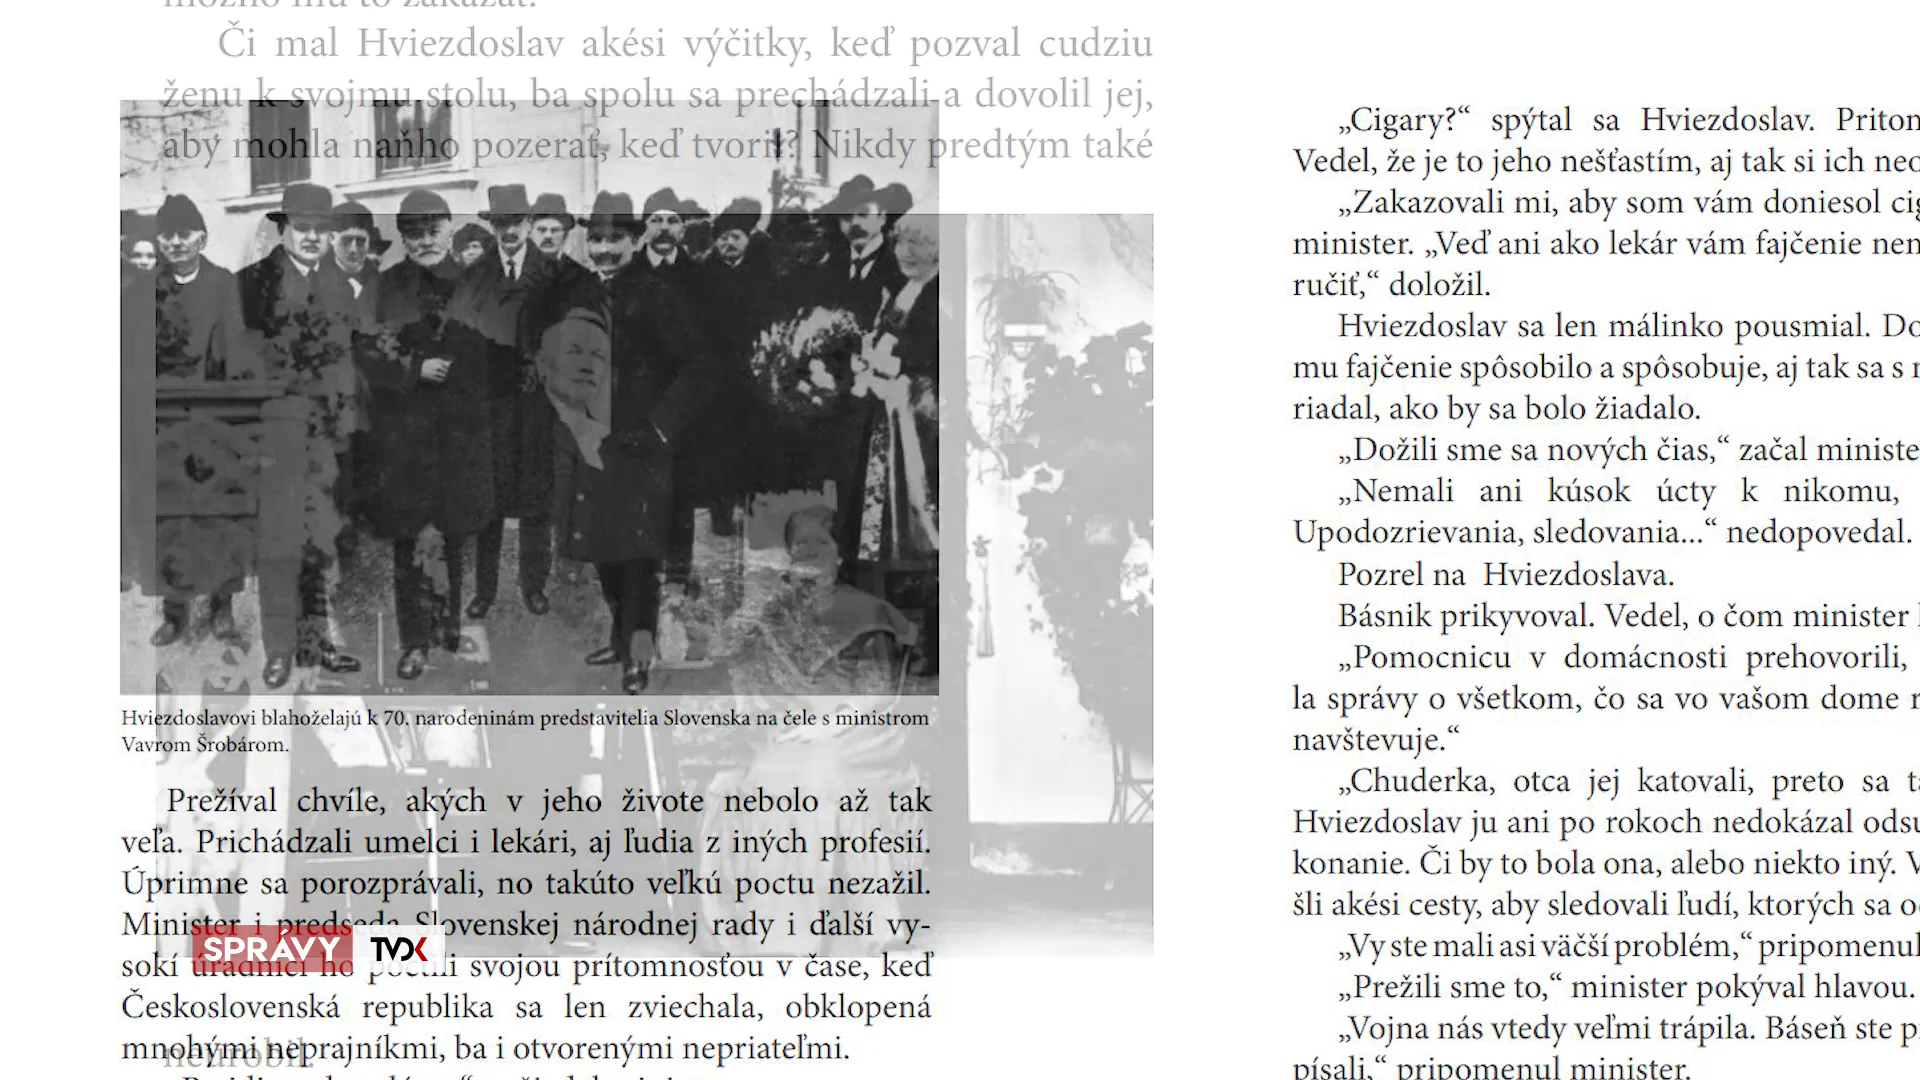 Či mal Hviezdoslav akési výčitky, keď pozval cudziu
ženu k svojmu stolu, ba spolu sa prechádzali a dovolil jej,
aby mohla naňho pozerať, keď tvoril? Nikdy predtým také
Hviezdoslavovi blahoželajú k 70. narodeninám predstavitelia Slovenska na čele s ministrom
Vavrom Šrobárom.
Prežíval chvíle, akých v jeho živote nebolo až tak
veľa. Prichádzali umelci i lekári, aj ľudia z iných profesií.
Úprimne sa porozprávali, no takúto veľkú poctu nezažil.
Minister i predseda Slovenskej národnej rady i ďalší vy-
sokí úradníci ho poctili svojou prítomnosťou v čase, keď
Československá republika sa len zviechala, obklopená
mnohými neprajníkmi, ba i otvorenými nepriateľmi.
neurobil.
SPRÁVY TVDK
„Cigary?“ spýtal sa Hviezdoslav.
Vedel, že je to jeho nešťastím, aj tak si ich
„Zakazovali mi, aby som vám doniesol
minister. „Veď ani ako lekár vám fajčenie
ručiť,“ doložil.
Hviezdoslav sa len málinko pousmial.
mu fajčenie spôsobilo a spôsobuje, aj tak sa s
riadal, ako by sa bolo žiadalo.
„Dožili sme sa nových čias,“ začal
„Nemali ani kúsok úcty k nikomu,
Upodozrievania, sledovania...“ nedopovedal.
Pozrel na Hviezdoslava.
Básnik prikyvoval. Vedel, o čom minister
„Pomocnicu v domácnosti prehovorili,
la správy o všetkom, čo sa vo vašom dome
navštevuje.“
„Chuderka, otca jej katovali, preto sa
Hviezdoslav ju ani po rokoch nedokázal
konanie. Či by to bola ona, alebo niekto iný.
šli akési cesty, aby sledovali ľudí, ktorých sa
„Vy ste mali asi väčší problém,“ pripomenul
„Prežili sme to,“ minister pokýval hlavou.
„Vojna nás vtedy veľmi trápila. Báseň ste
písali,“ pripomenul minister.